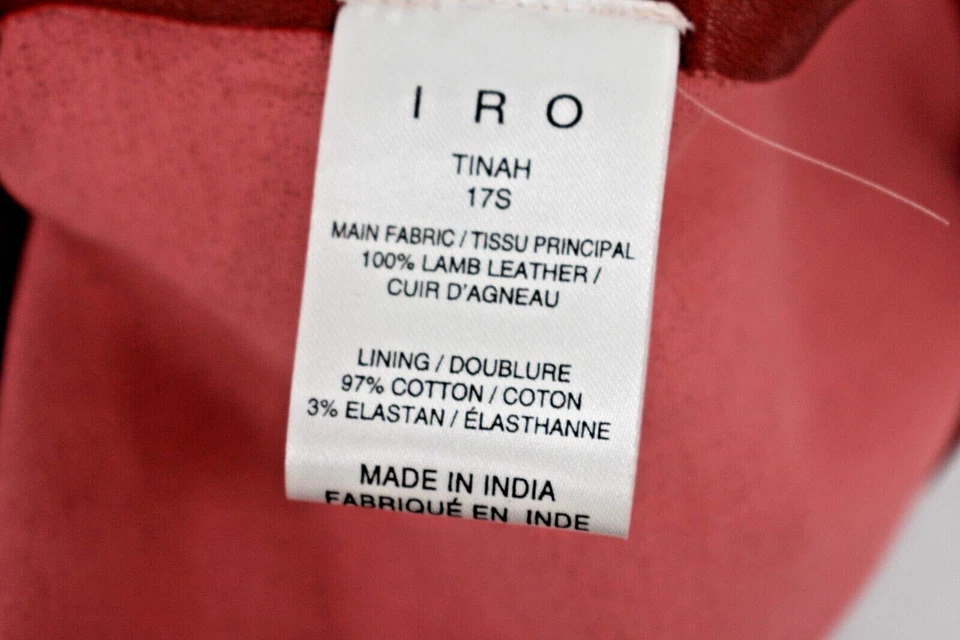 IRO
TINAH
17S
MAIN FABRIC / TISSU PRINCIPAL
100% LAMB LEATHER /
CUIR D'AGNEAU
LINING / DOUBLURE
97% COTTON / COTON
3% ELASTAN / ÉLASTHANNE
MADE IN INDIA
FABRIQUÉ EN INDE